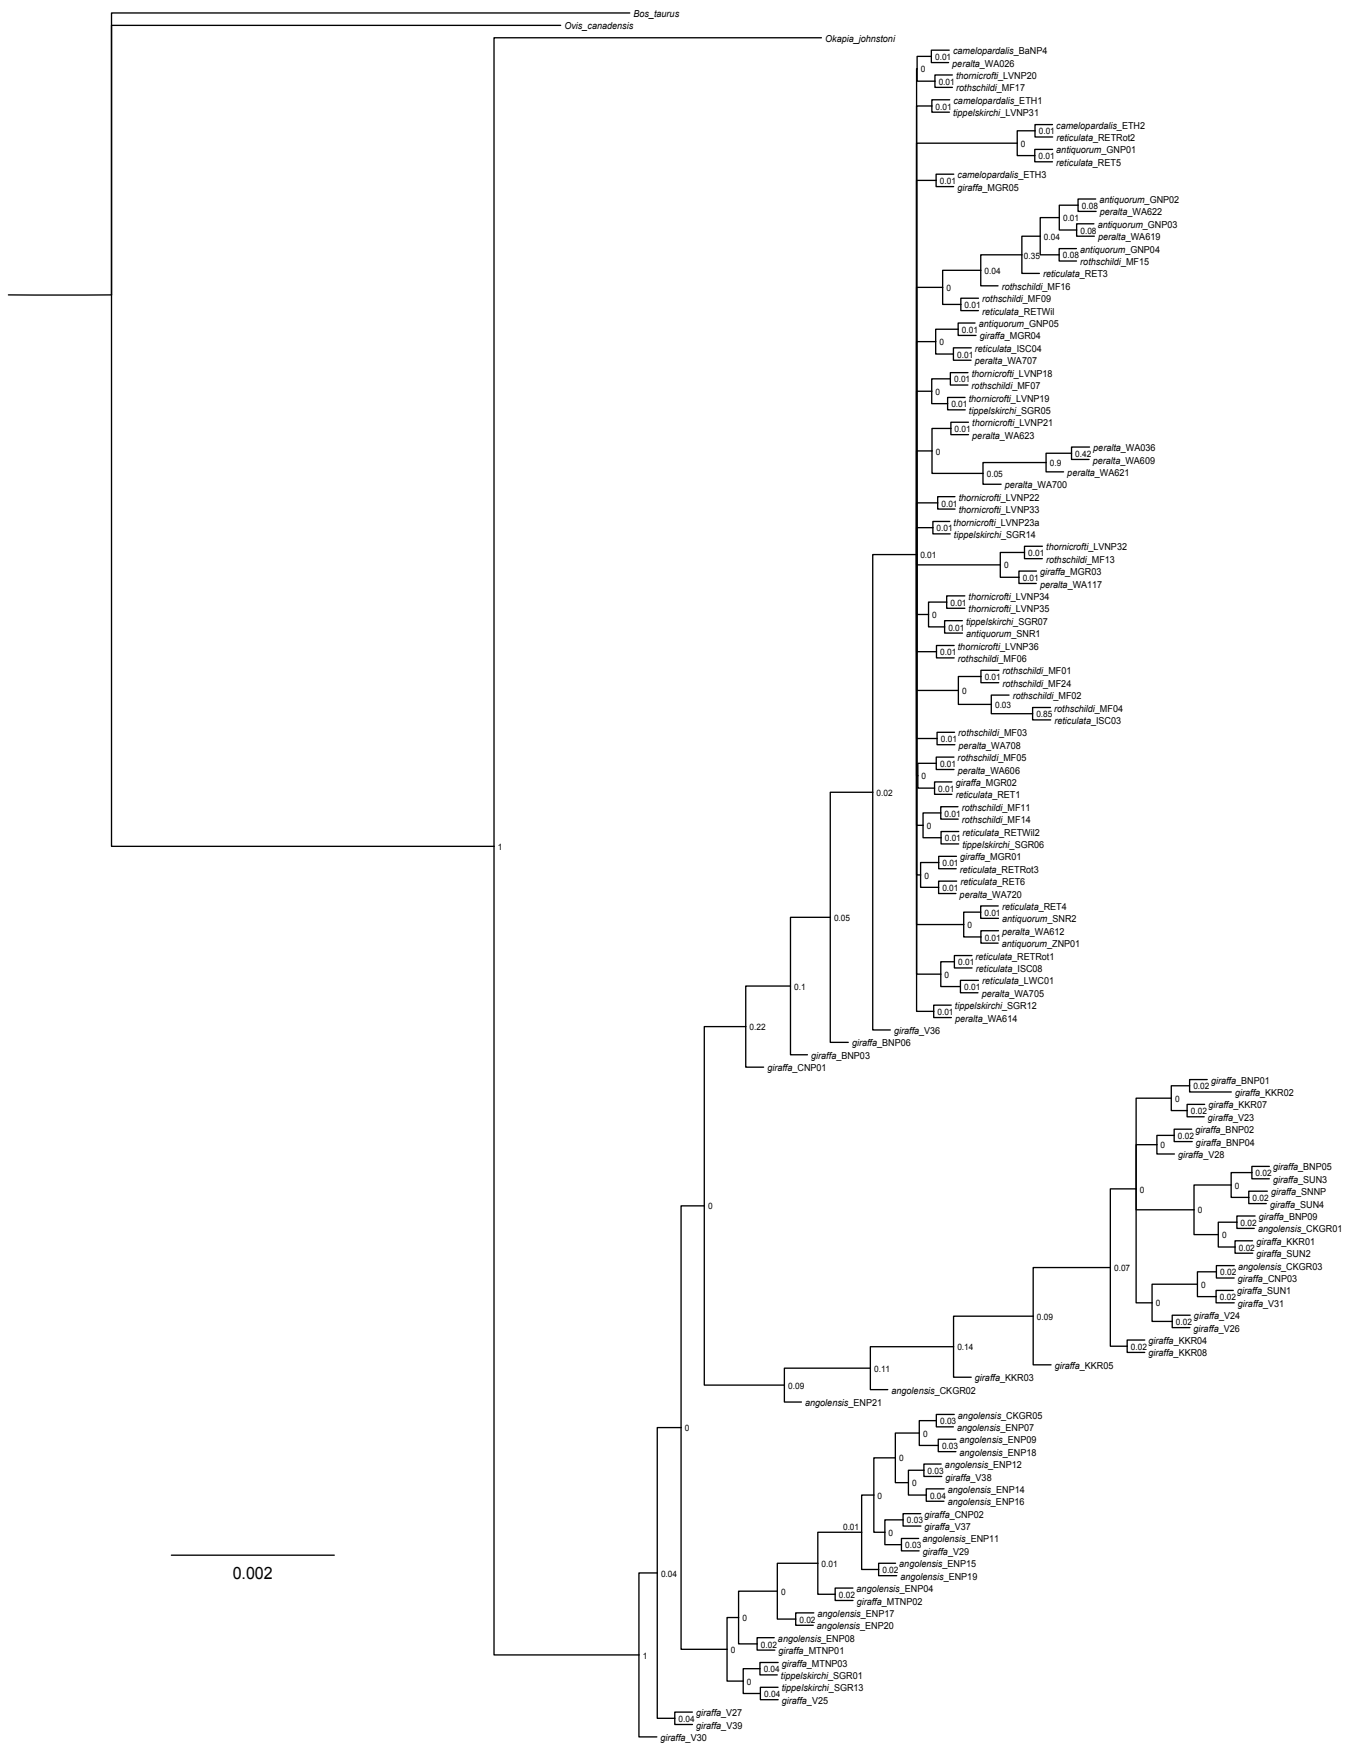 Bos_taurus
Ovis_canadensis
Okapia_johnstoni
camelopardalis_BaNP4
0.01
peralta_WA026
0
thornicrofti_LVNP20
0.01
rothschildi_MF17
camelopardalis_ETH1
0.01
tippelskirchi_LVNP31
camelopardalis_ETH2
0.01
reticulata_RETRot2
0
antiquorum_GNP01
0.01
reticulata_RET5
camelopardalis_ETH3
0.01
giraffa_MGR05
antiquorum_GNP02
0.08
peralta_WA622
0.01
antiquorum_GNP03
0.08
peralta_WA619
0.04
antiquorum_GNP04
0.08
0.35
rothschildi_MF15
0.04
reticulata_RET3
rothschildi_MF16
0
rothschildi_MF09
0.01
reticulata_RETWil
antiquorum_GNP05
0.01
giraffa_MGR04
0
reticulata_ISC04
0.01
peralta_WA707
thornicrofti_LVNP18
0.01
rothschildi_MF07
0
thornicrofti_LVNP19
0.01
tippelskirchi_SGR05
thornicrofti_LVNP21
0.01
peralta_WA623
0
peralta_WA036
0.42
peralta_WA609
0.9
peralta_WA621
0.05
peralta_WA700
thornicrofti_LVNP22
0.01
thornicrofti_LVNP33
thornicrofti_LVNP23a
0.01
tippelskirchi_SGR14
thornicrofti_LVNP32
0.01
0.01
rothschildi_MF13
0
giraffa_MGR03
0.01
peralta_WA117
thornicrofti_LVNP34
0.01
thornicrofti_LVNP35
0
tippelskirchi_SGR07
0.01
antiquorum_SNR1
thornicrofti_LVNP36
0.01
rothschildi_MF06
rothschildi_MF01
0.01
rothschildi_MF24
0
rothschildi_MF02
0.03
rothschildi_MF04
0.85
reticulata_ISC03
rothschildi_MF03
0.01
peralta_WA708
rothschildi_MF05
0.01
peralta_WA606
0
giraffa_MGR02
0.01
0.02
reticulata_RET1
rothschildi_MF11
0.01
rothschildi_MF14
0
reticulata_RETWil2
0.01
tippelskirchi_SGR06
1
giraffa_MGR01
0.01
reticulata_RETRot3
0
reticulata_RET6
0.01
peralta_WA720
reticulata_RET4
0.01
0.05
antiquorum_SNR2
0
peralta_WA612
0.01
antiquorum_ZNP01
reticulata_RETRot1
0.01
reticulata_ISC08
0
reticulata_LWC01
0.1
0.01
peralta_WA705
tippelskirchi_SGR12
0.01
peralta_WA614
0.22
giraffa_V36
giraffa_BNP06
giraffa_BNP03
giraffa_CNP01
giraffa_BNP01
0.02
giraffa_KKR02
0
giraffa_KKR07
0.02
giraffa_V23
giraffa_BNP02
0.02
giraffa_BNP04
0
giraffa_V28
giraffa_BNP05
0.02
giraffa_SUN3
0
0
giraffa_SNNP
0.02
giraffa_SUN4
0
0
giraffa_BNP09
0.02
angolensis_CKGR01
0
giraffa_KKR01
0.02
giraffa_SUN2
0.07
angolensis_CKGR03
0.02
giraffa_CNP03
0
giraffa_SUN1
0.02
giraffa_V31
0
giraffa_V24
0.09
0.02
giraffa_V26
giraffa_KKR04
0.14
0.02
giraffa_KKR08
0.11
giraffa_KKR05
giraffa_KKR03
0.09
angolensis_CKGR02
angolensis_ENP21
angolensis_CKGR05
0.03
0
angolensis_ENP07
0
angolensis_ENP09
0.03
angolensis_ENP18
0
angolensis_ENP12
0.03
giraffa_V38
0
angolensis_ENP14
0
0.04
angolensis_ENP16
giraffa_CNP02
0.03
0.01
giraffa_V37
0
angolensis_ENP11
0.03
giraffa_V29
0.01
angolensis_ENP15
0.02
0.002
0.04
angolensis_ENP19
angolensis_ENP04
0
0.02
giraffa_MTNP02
angolensis_ENP17
0
0.02
angolensis_ENP20
angolensis_ENP08
0.02
0
giraffa_MTNP01
1
giraffa_MTNP03
0.04
tippelskirchi_SGR01
0
tippelskirchi_SGR13
0.04
giraffa_V25
giraffa_V27
0.04
giraffa_V39
giraffa_V30